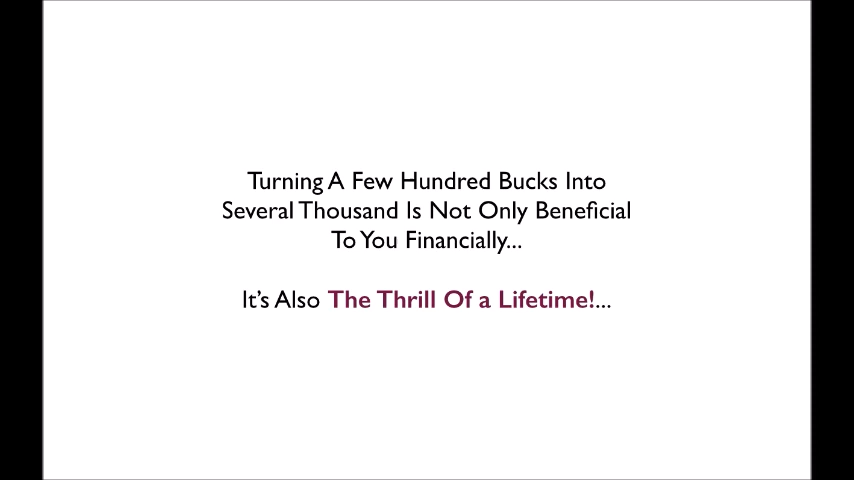 Turning A Few Hundred Bucks Into
Several Thousand Is Not Only Beneficial
To You Financially...
It's Also The Thrill Of a Lifetime!...